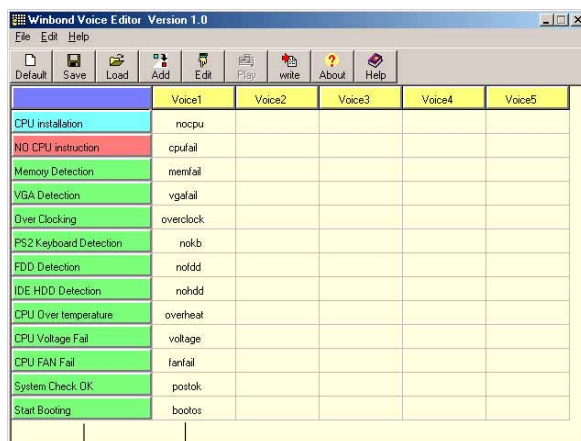 Winbond Voice Editor Version 1.0
File Edit Help
Default Save Load Add Edit Play write About Help
Voice1 Voice2 Voice3 Voice4 Voice5
CPU installation nocpu
NO CPU instruction cpufail
Memory Detection memfail
VGA Detection vgafail
Over Clocking overclock
PS2 Keyboard Detection nokb
FDD Detection nofdd
IDE HDD Detection nohdd
CPU Over temperature overheat
CPU Voltage Fail voltage
CPU FAN Fail fanfail
System Check OK postok
Start Booting bootos